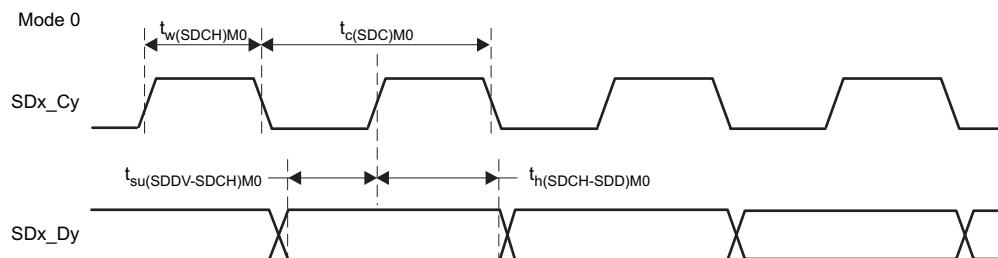 Mode 0
tw(SDCH)M0 tc(SDC)M0
SDx_Cy
tsu(SDDV-SDCH)M0 th(SDCH-SDD)M0
SDx_Dy